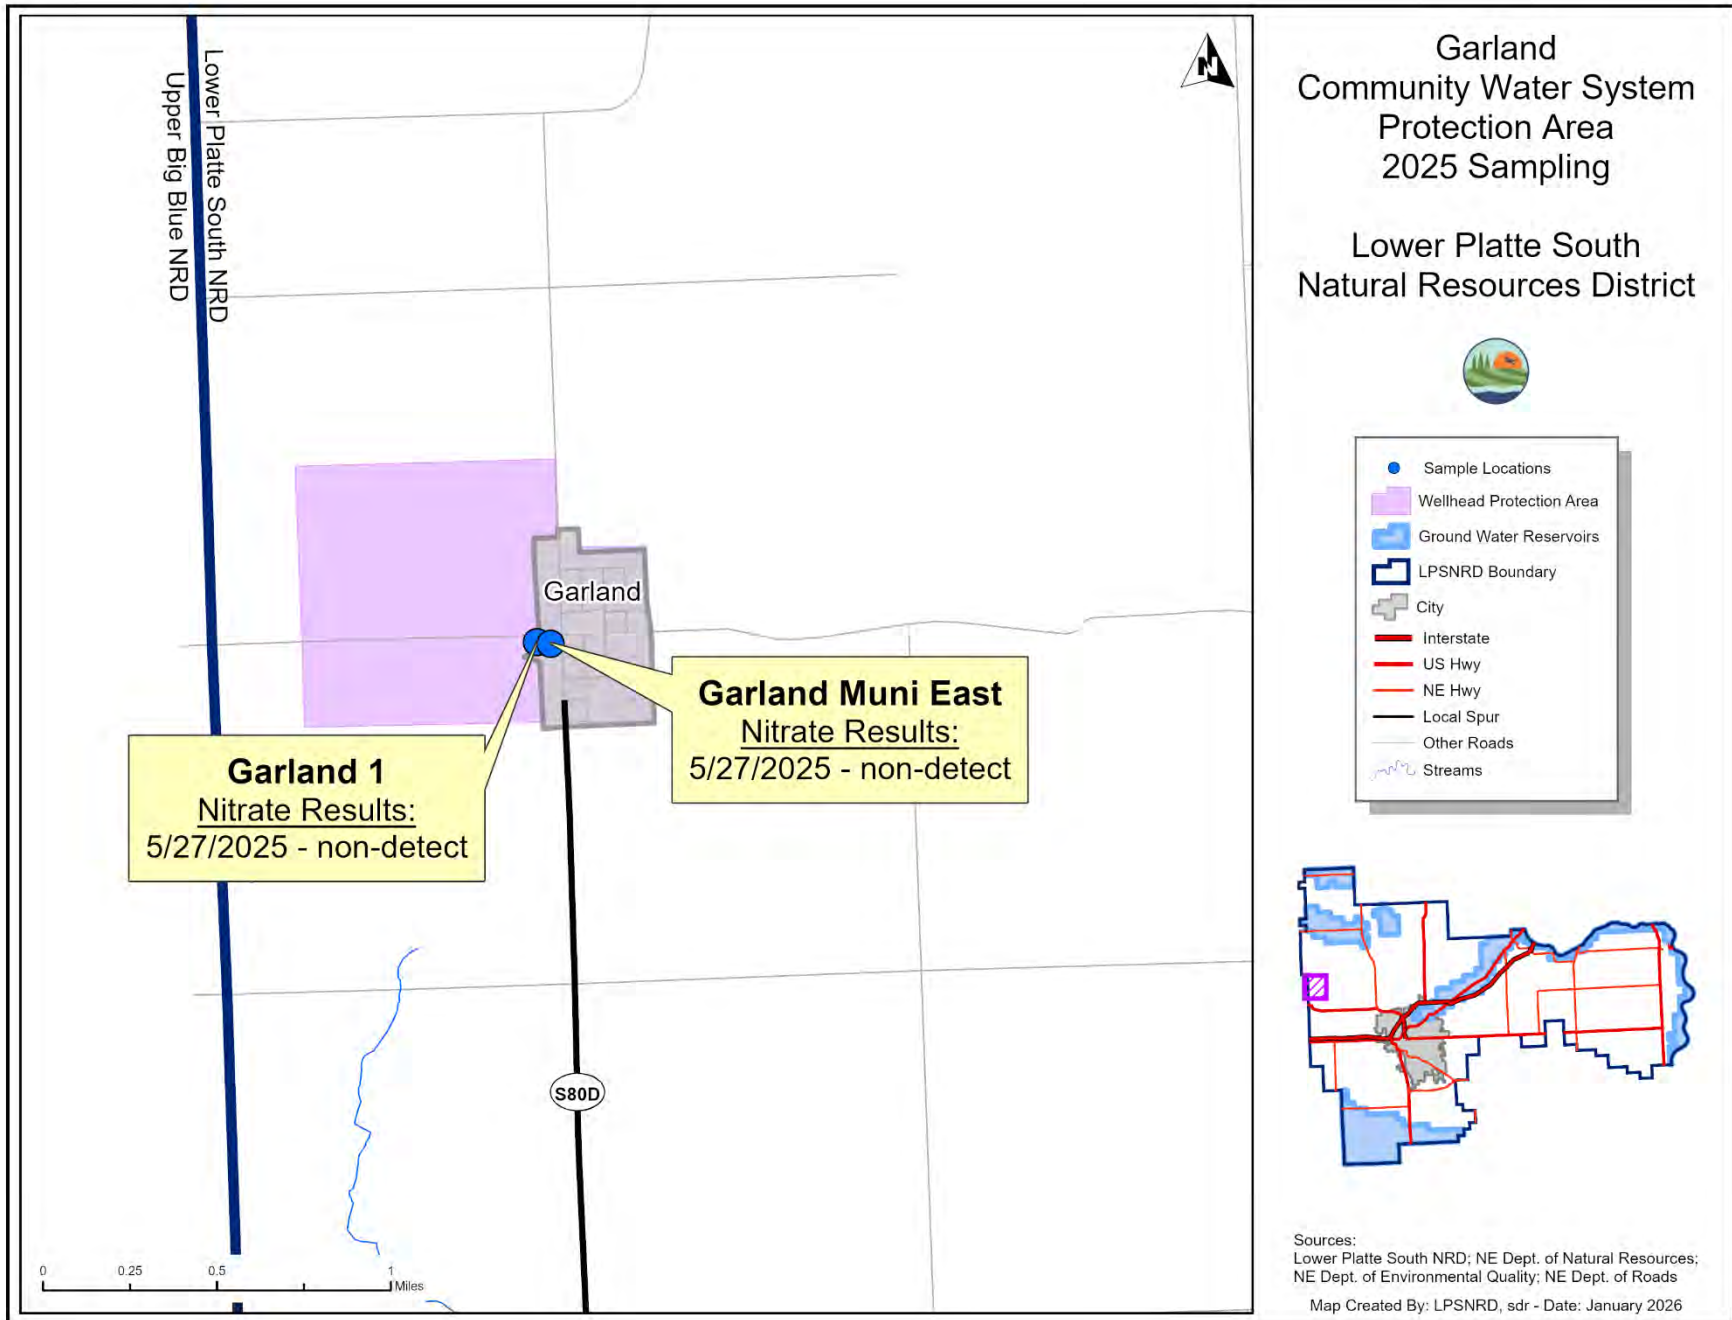 Garland
Community Water System
Protection Area
2025 Sampling
Lower Platte South
Natural Resources District
Lower Platte South NRD
Upper Big Blue NRD
N
Garland
Garland Muni East
Nitrate Results:
5/27/2025 - non-detect
Garland 1
Nitrate Results:
5/27/2025 - non-detect
S80D
0 0.25 0.5 1
Miles
Sample Locations
Wellhead Protection Area
Ground Water Reservoirs
LPSNRD Boundary
City
Interstate
US Hwy
NE Hwy
Local Spur
Other Roads
Streams
Sources:
Lower Platte South NRD; NE Dept. of Natural Resources;
NE Dept. of Environmental Quality; NE Dept. of Roads
Map Created By: LPSNRD, sdr - Date: January 2026